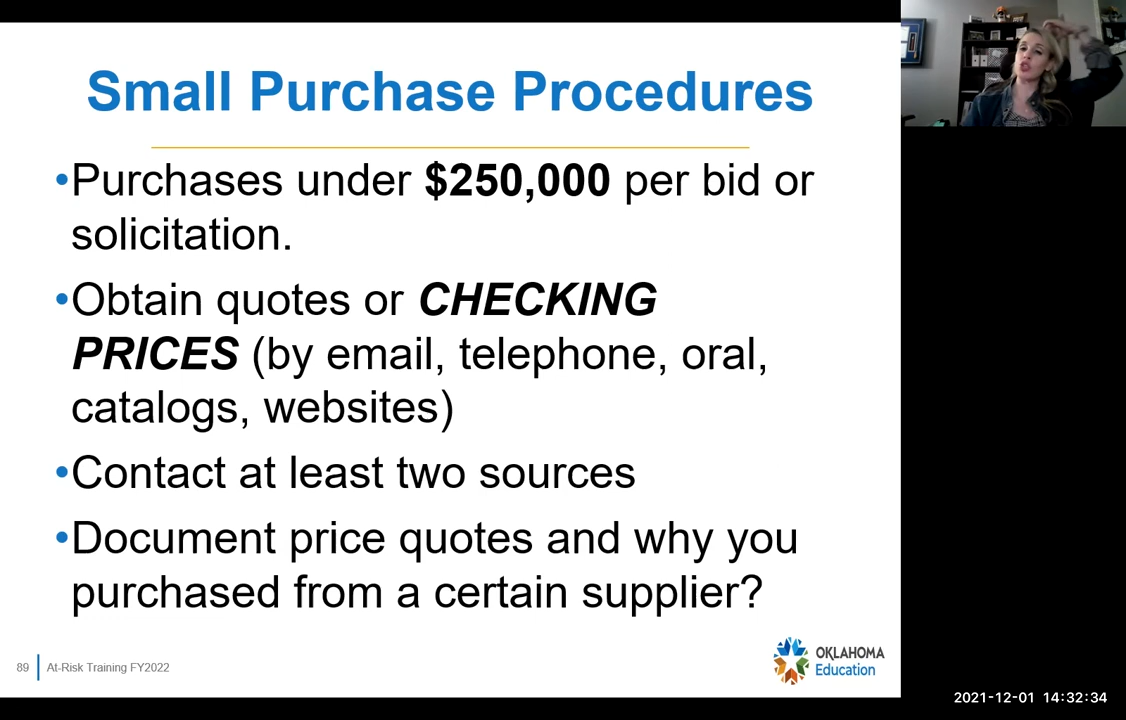 Small Purchase Procedures
•Purchases under $250,000 per bid or
solicitation.
•Obtain quotes or CHECKING
PRICES (by email, telephone, oral,
catalogs, websites)
•Contact at least two sources
•Document price quotes and why you
purchased from a certain supplier?
89 At-Risk Training FY2022
OKLAHOMA
Education
2021-12-01 14:32:34